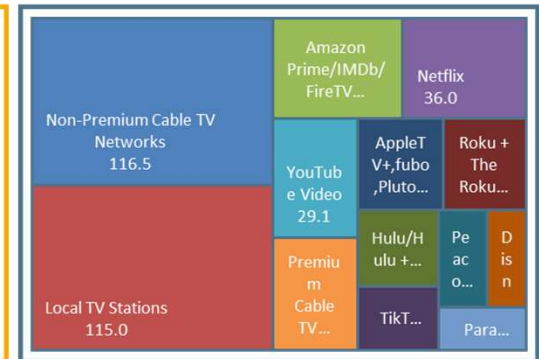 Non-Premium Cable TV
Networks
116.5
Local TV Stations
115.0
Amazon
Prime/IMDb/
FireTV...
Netflix
36.0
YouTub
e Video
29.1
AppleT
V+,fubo
,Pluto...
Roku +
The
Roku...
Premiu
m
Cable
TV...
Hulu/H
ulu +...
Pe
ac
o...
D
is
n
TikT...
Para...